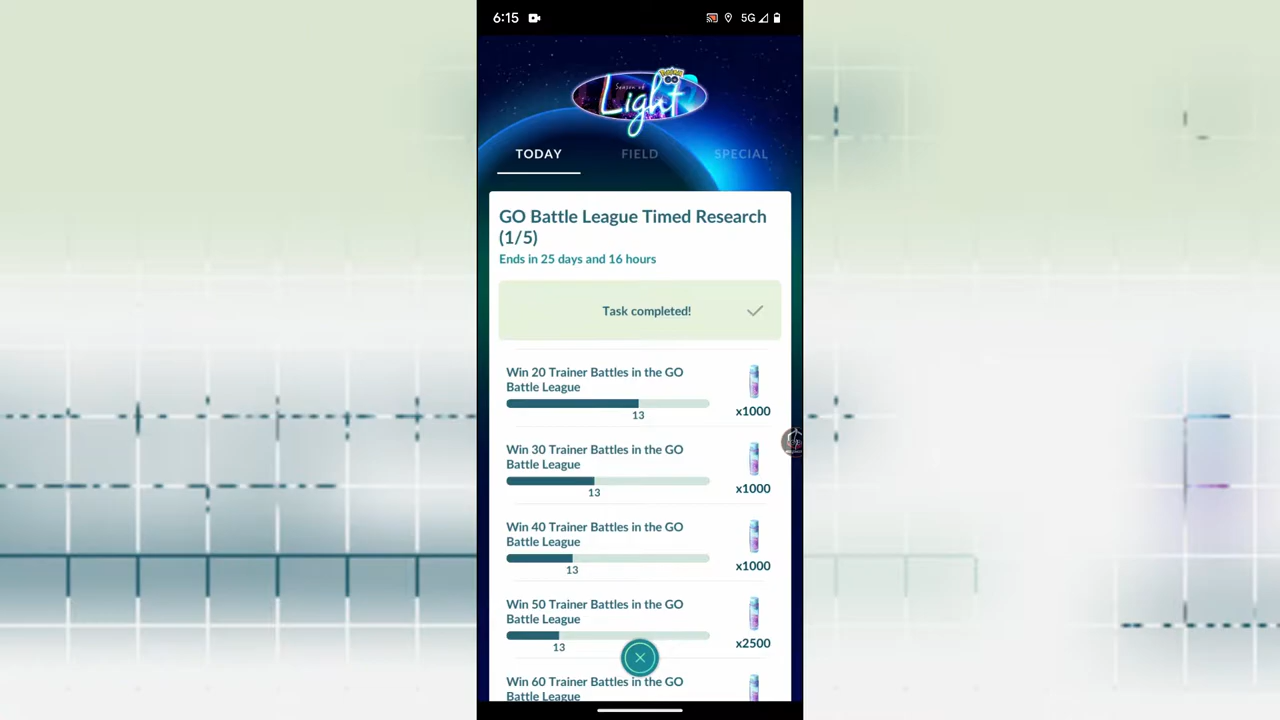 6:15
5G
Pokémon GO
Season of
Light
TODAY
FIELD
SPECIAL
GO Battle League Timed Research
(1/5)
Ends in 25 days and 16 hours
Task completed!
Win 20 Trainer Battles in the GO
Battle League
13
x1000
Win 30 Trainer Battles in the GO
Battle League
13
x1000
Win 40 Trainer Battles in the GO
Battle League
13
x1000
Win 50 Trainer Battles in the GO
Battle League
13
x2500
Win 60 Trainer Battles in the GO
Battle League